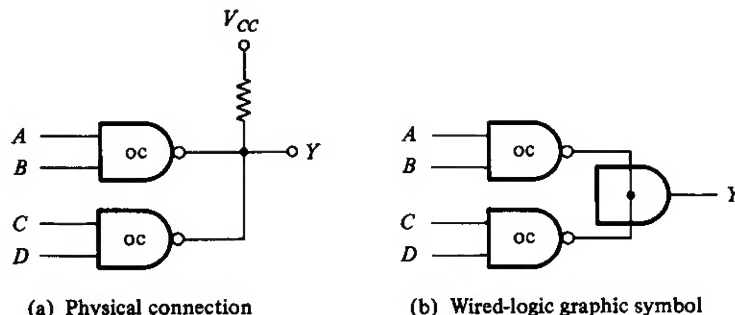 V_CC
A
B
OC
Y
C
D
OC
A
B
OC
C
D
OC
Y
(a) Physical connection
(b) Wired-logic graphic symbol